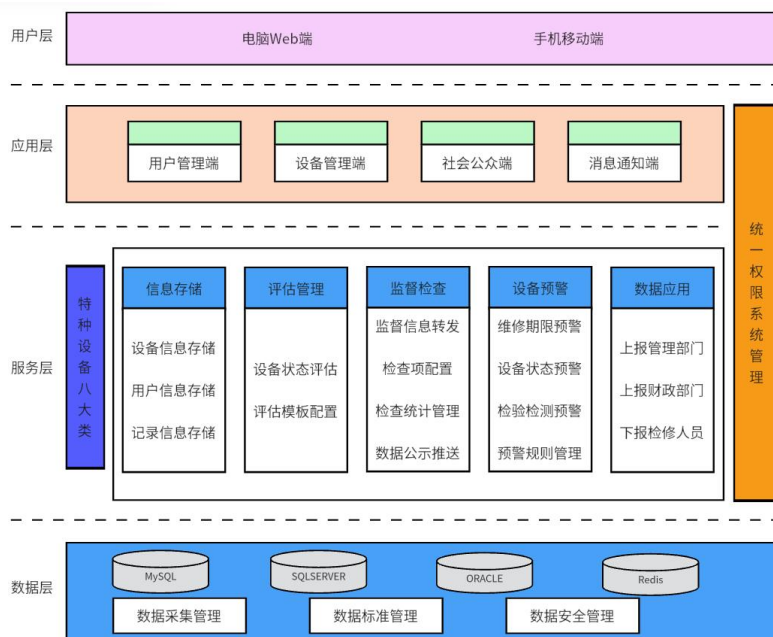 用户层
电脑Web端
手机移动端
应用层
用户管理端
设备管理端
社会公众端
消息通知端
统一权限系统管理
服务层
特种设备八大类
信息存储
设备信息存储
用户信息存储
记录信息存储
评估管理
设备状态评估
评估模板配置
监督检查
监督信息转发
检查项配置
检查统计管理
数据公示推送
设备预警
维修期限预警
设备状态预警
检验检测预警
预警规则管理
数据应用
上报管理部门
上报财政部门
下报检修人员
数据层
MySQL
SQLSERVER
ORACLE
Redis
数据采集管理
数据标准管理
数据安全管理